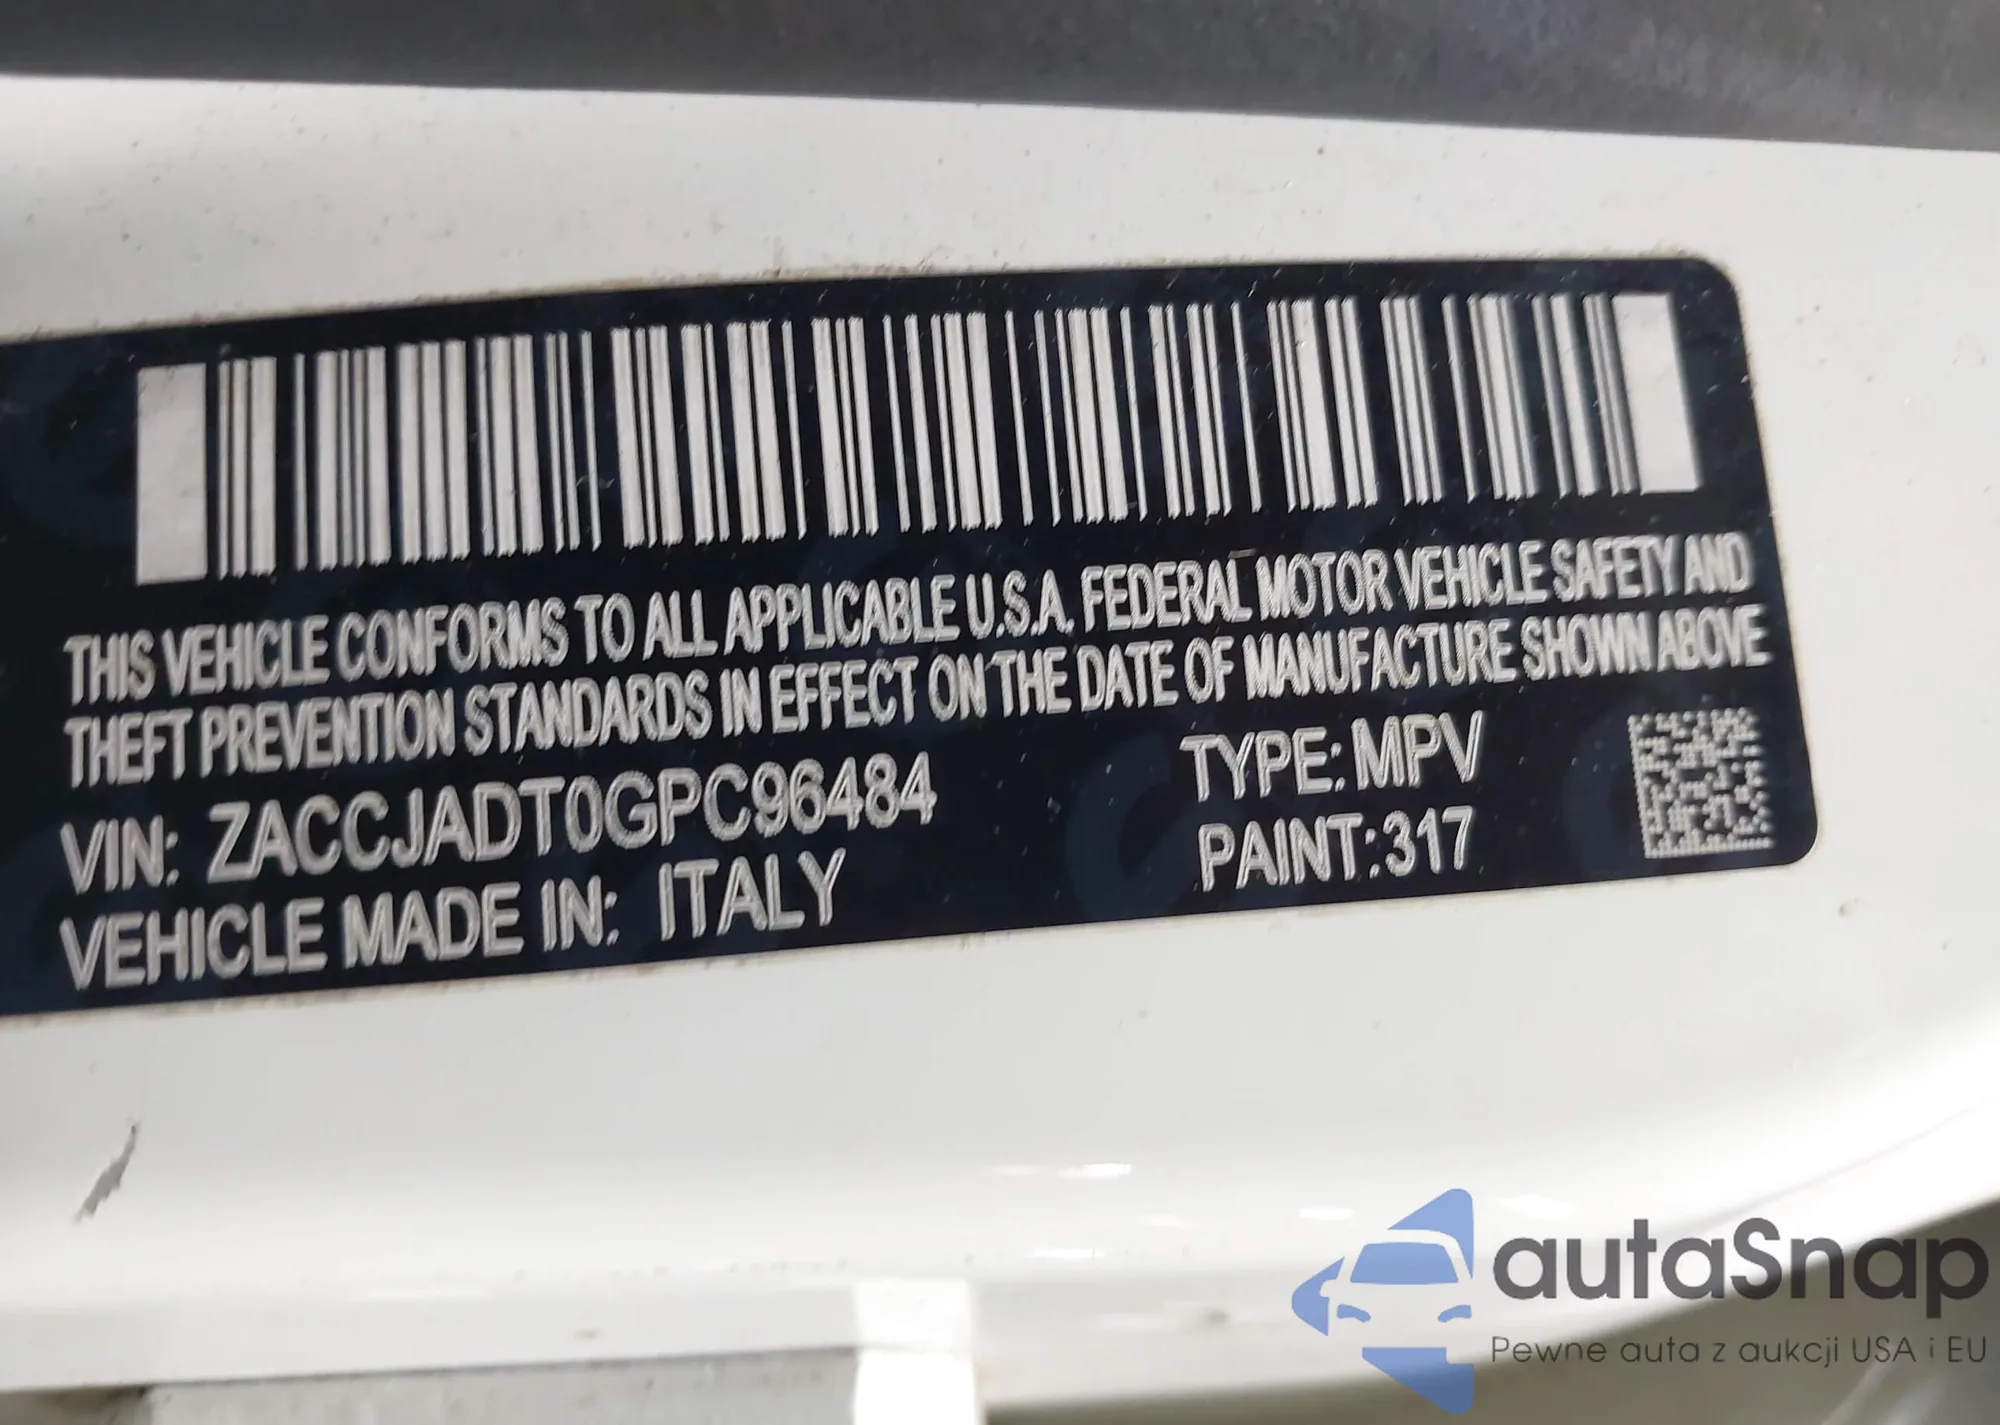 THIS VEHICLE CONFORMS TO ALL APPLICABLE U.S.A. FEDERAL MOTOR VEHICLE SAFETY AND
THEFT PREVENTION STANDARDS IN EFFECT ON THE DATE OF MANUFACTURE SHOWN ABOVE
VIN: ZACCJADT0GPC96484 TYPE: MPV
VEHICLE MADE IN: ITALY PAINT: 317
autaSnap
Pewne auta z aukcji USA i EU